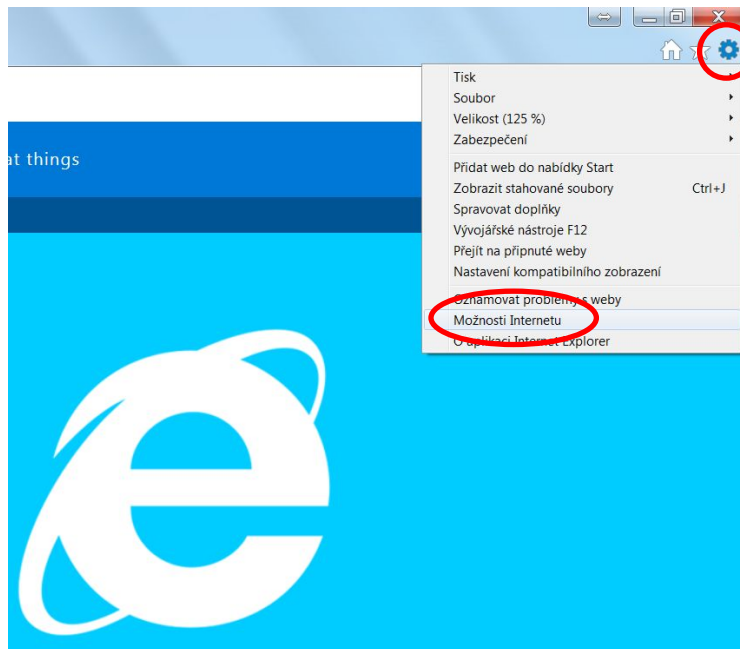 Tisk
Soubor
Velikost (125 %)
Zabezpečení
at things
Přidat web do nabídky Start
Zobrazit stahované soubory Ctrl+J
Spravovat doplňky
Vývojářské nástroje F12
Přejít na připnuté weby
Nastavení kompatibilního zobrazení
Oznamovat problémy s weby
Možnosti Internetu
O aplikaci Internet Explorer